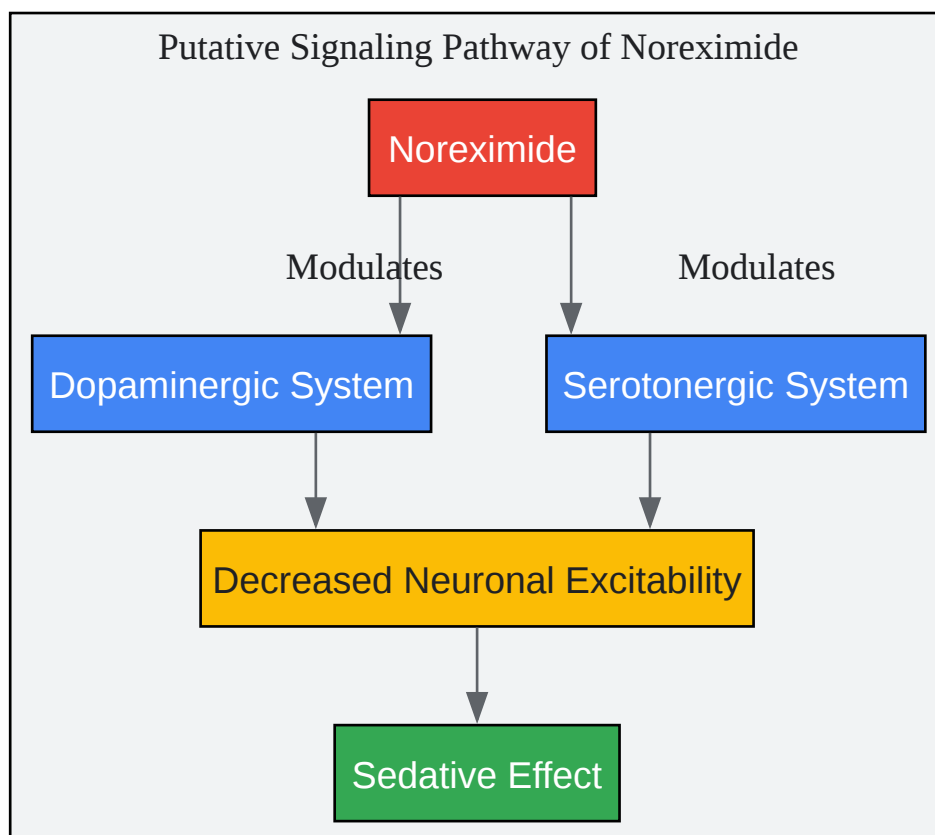 Putative Signaling Pathway of Noreximide
Noreximide
Modulates Modulates
Dopaminergic System Serotonergic System
Decreased Neuronal Excitability
Sedative Effect